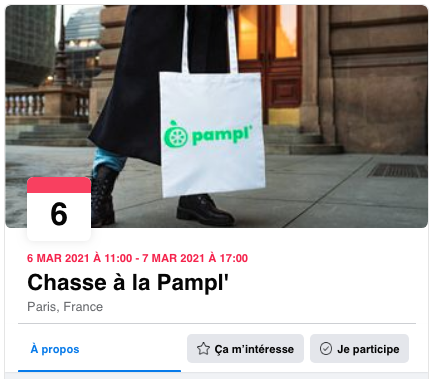 pampl'
6
6 MAR 2021 À 11:00 - 7 MAR 2021 À 17:00
Chasse à la Pampl'
Paris, France
À propos
Ça m'intéresse
Je participe